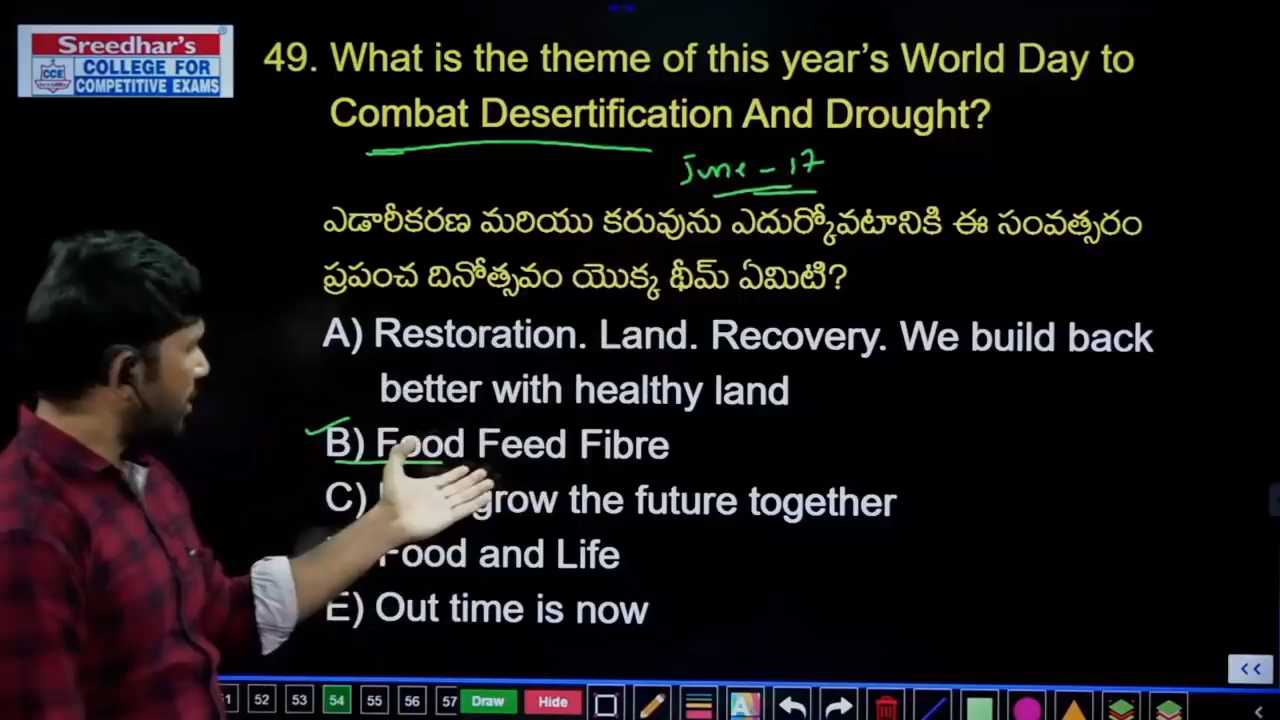 Sreedhar's
CCE
COLLEGE FOR
COMPETITIVE EXAMS
49. What is the theme of this year's World Day to
Combat Desertification And Drought?
June - 17
ఎడారీకరణ మరియు కరువును ఎదుర్కోవటానికి ఈ సంవత్సరం
ప్రపంచ దినోత్సవం యొక్క థీమ్ ఏమిటి?
A) Restoration. Land. Recovery. We build back
better with healthy land
B) Food Feed Fibre
C) grow the future together
Food and Life
E) Out time is now
52 53 54 55 56 57 Draw Hide
<<